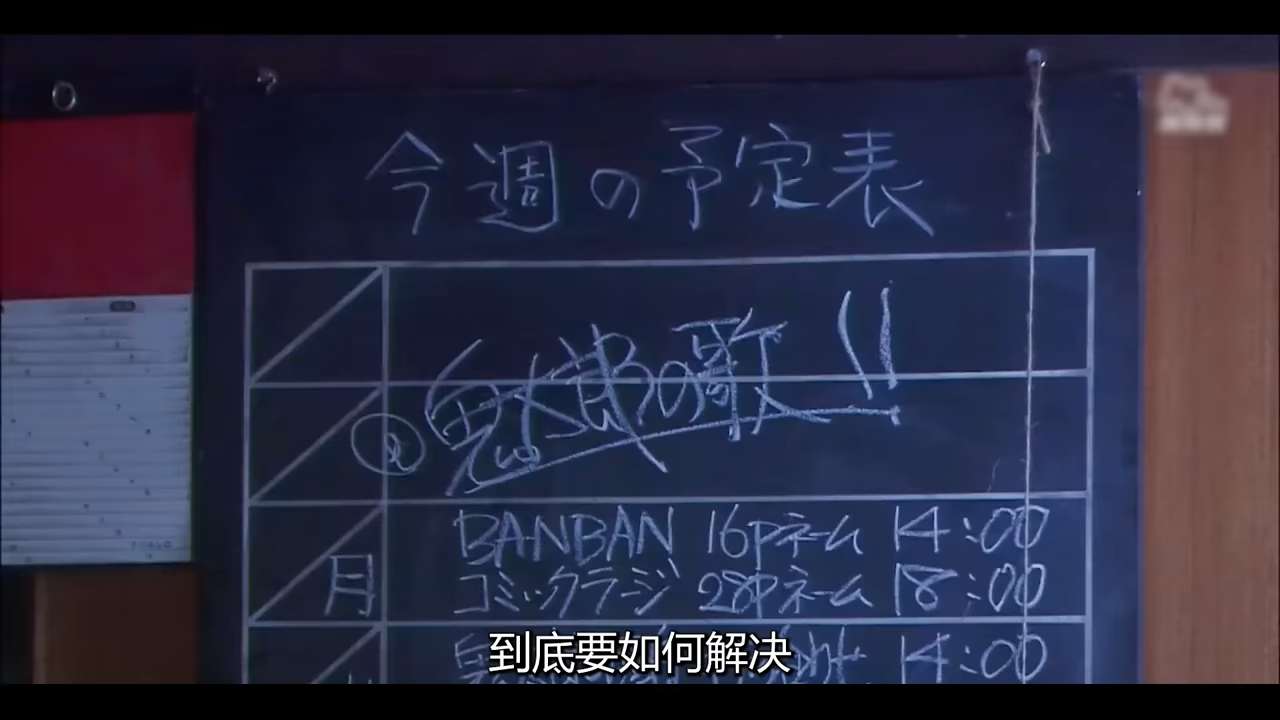 今週の予定表
鬼太郎の歌!!
BANBAN 16Pネーム 14:00
コミックラージ 28Pネーム 18:00
月
14:00
到底要如何解决